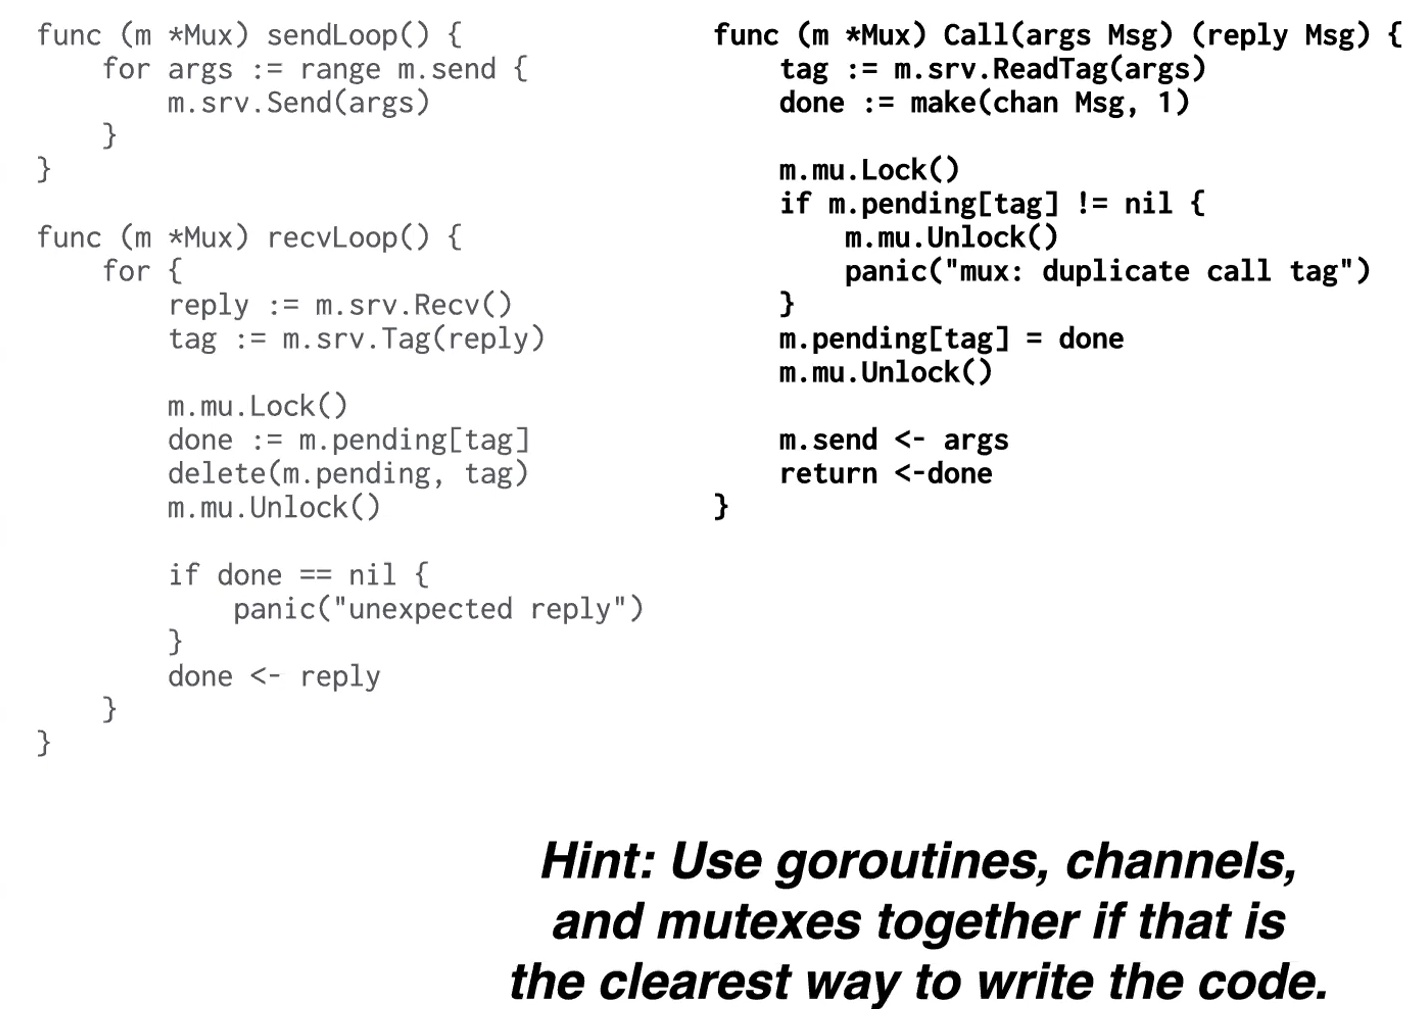 func (m *Mux) sendLoop() {
    for args := range m.send {
        m.srv.Send(args)
    }
}
func (m *Mux) recvLoop() {
    for {
        reply := m.srv.Recv()
        tag := m.srv.Tag(reply)
        m.mu.Lock()
        done := m.pending[tag]
        delete(m.pending, tag)
        m.mu.Unlock()
        if done == nil {
            panic("unexpected reply")
        }
        done <- reply
    }
}
func (m *Mux) Call(args Msg) (reply Msg) {
    tag := m.srv.ReadTag(args)
    done := make(chan Msg, 1)
    m.mu.Lock()
    if m.pending[tag] != nil {
        m.mu.Unlock()
        panic("mux: duplicate call tag")
    }
    m.pending[tag] = done
    m.mu.Unlock()
    m.send <- args
    return <-done
}
Hint: Use goroutines, channels,
and mutexes together if that is
the clearest way to write the code.